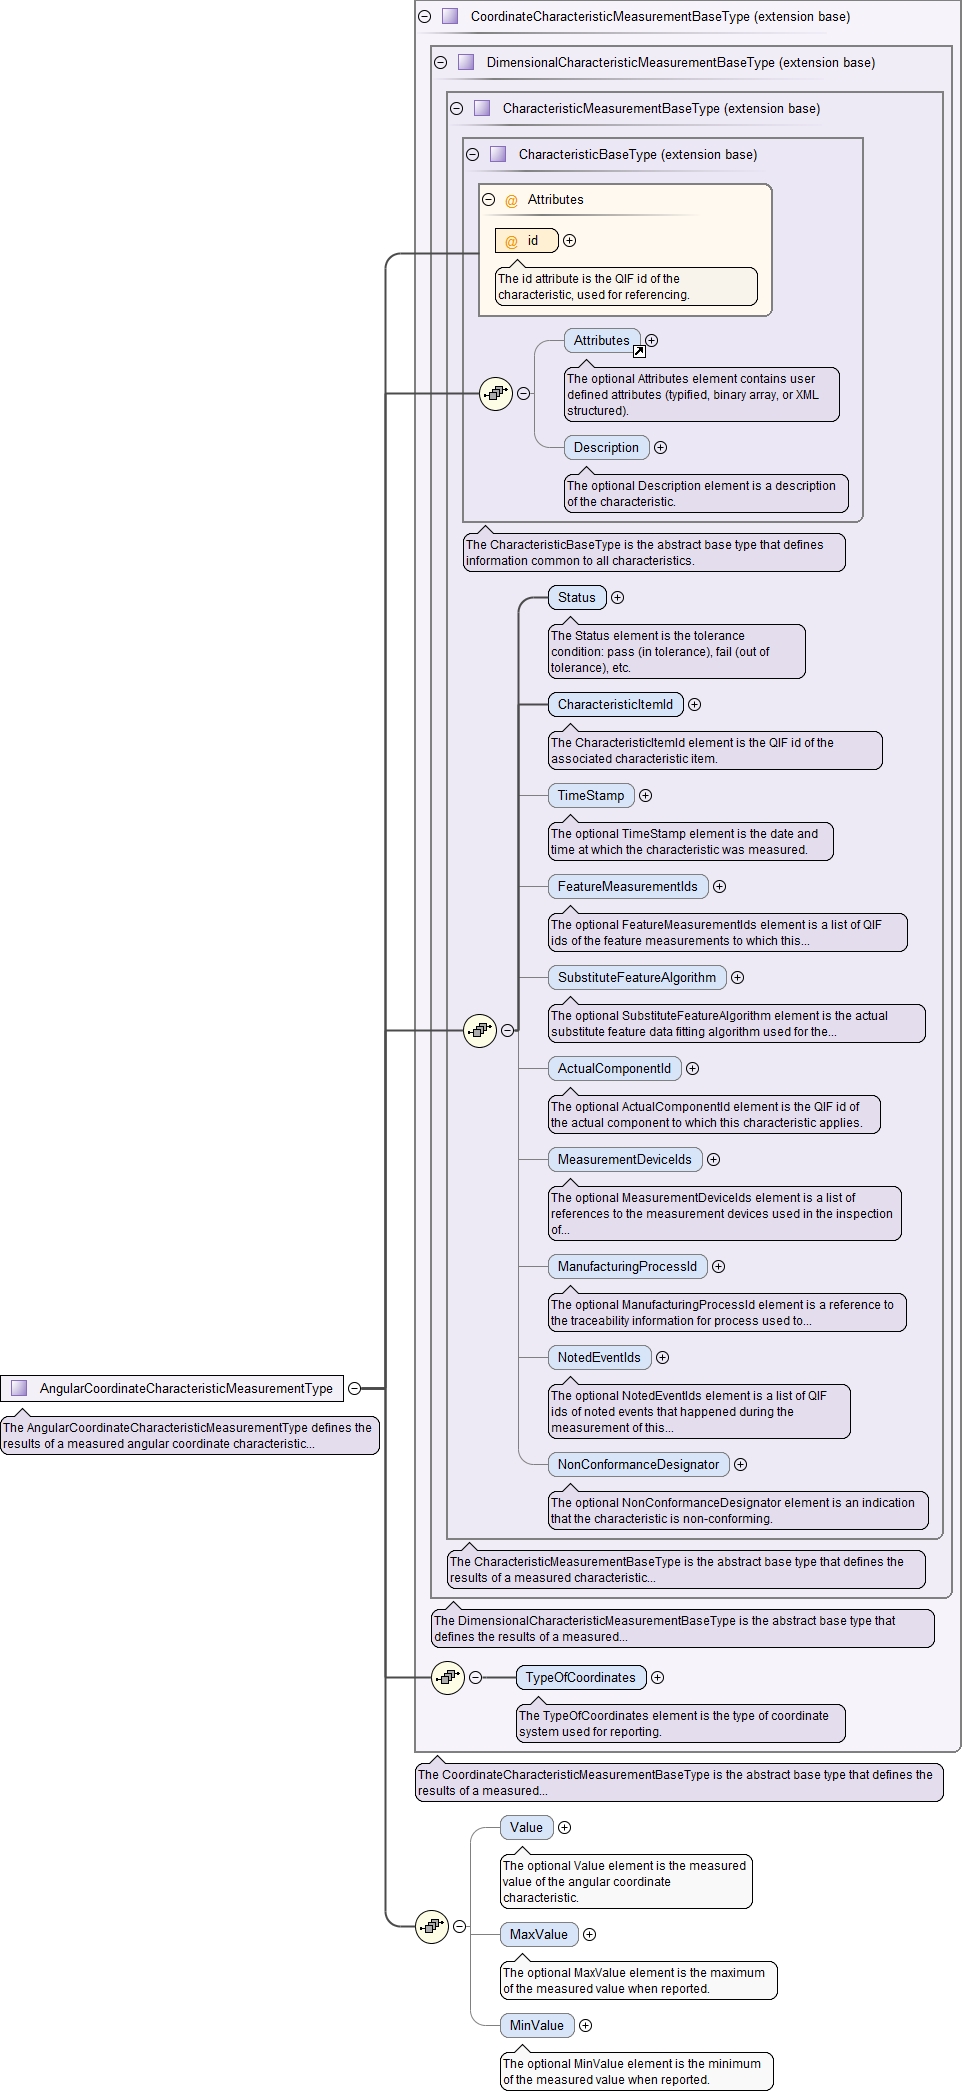 CoordinateCharacteristicMeasurementBaseType (extension base)
DimensionalCharacteristicMeasurementBaseType (extension base)
CharacteristicMeasurementBaseType (extension base)
CharacteristicBaseType (extension base)
@ Attributes
@ id
The id attribute is the QIF id of the
characteristic, used for referencing.
Attributes
The optional Attributes element contains user
defined attributes (typified, binary array, or XML
structured).
Description
The optional Description element is a description
of the characteristic.
The CharacteristicBaseType is the abstract base type that defines
information common to all characteristics.
Status
The Status element is the tolerance
condition: pass (in tolerance), fail (out of
tolerance), etc.
CharacteristicItemId
The CharacteristicItemId element is the QIF id of the
associated characteristic item.
TimeStamp
The optional TimeStamp element is the date and
time at which the characteristic was measured.
FeatureMeasurementIds
The optional FeatureMeasurementIds element is a list of QIF
ids of the feature measurements to which this...
SubstituteFeatureAlgorithm
The optional SubstituteFeatureAlgorithm element is the actual
substitute feature data fitting algorithm used for the...
ActualComponentId
The optional ActualComponentId element is the QIF id of
the actual component to which this characteristic applies.
MeasurementDeviceIds
The optional MeasurementDeviceIds element is a list of
references to the measurement devices used in the inspection
of...
ManufacturingProcessId
The optional ManufacturingProcessId element is a reference to
the traceability information for process used to...
NotedEventIds
The optional NotedEventIds element is a list of QIF
ids of noted events that happened during the
measurement of this...
NonConformanceDesignator
The optional NonConformanceDesignator element is an indication
that the characteristic is non-conforming.
AngularCoordinateCharacteristicMeasurementType
The AngularCoordinateCharacteristicMeasurementType defines the
results of a measured angular coordinate characteristic...
The CharacteristicMeasurementBaseType is the abstract base type that defines the
results of a measured characteristic...
The DimensionalCharacteristicMeasurementBaseType is the abstract base type that
defines the results of a measured...
TypeOfCoordinates
The TypeOfCoordinates element is the type of coordinate
system used for reporting.
The CoordinateCharacteristicMeasurementBaseType is the abstract base type that defines the
results of a measured...
Value
The optional Value element is the measured
value of the angular coordinate
characteristic.
MaxValue
The optional MaxValue element is the maximum
of the measured value when reported.
MinValue
The optional MinValue element is the minimum
of the measured value when reported.